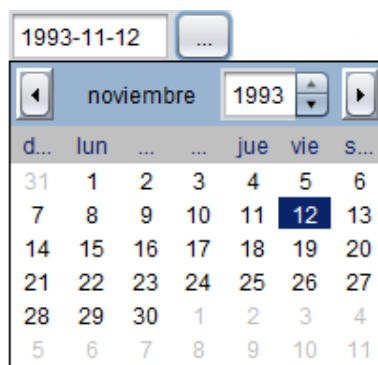 1993-11-12 ...
noviembre 1993
d... lun ... ... jue vie s...
31 1 2 3 4 5 6
7 8 9 10 11 12 13
14 15 16 17 18 19 20
21 22 23 24 25 26 27
28 29 30 1 2 3 4
5 6 7 8 9 10 11